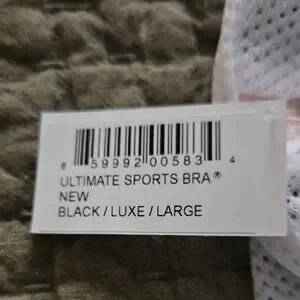 8 59992 00583 4
ULTIMATE SPORTS BRA®
NEW
BLACK / LUXE / LARGE